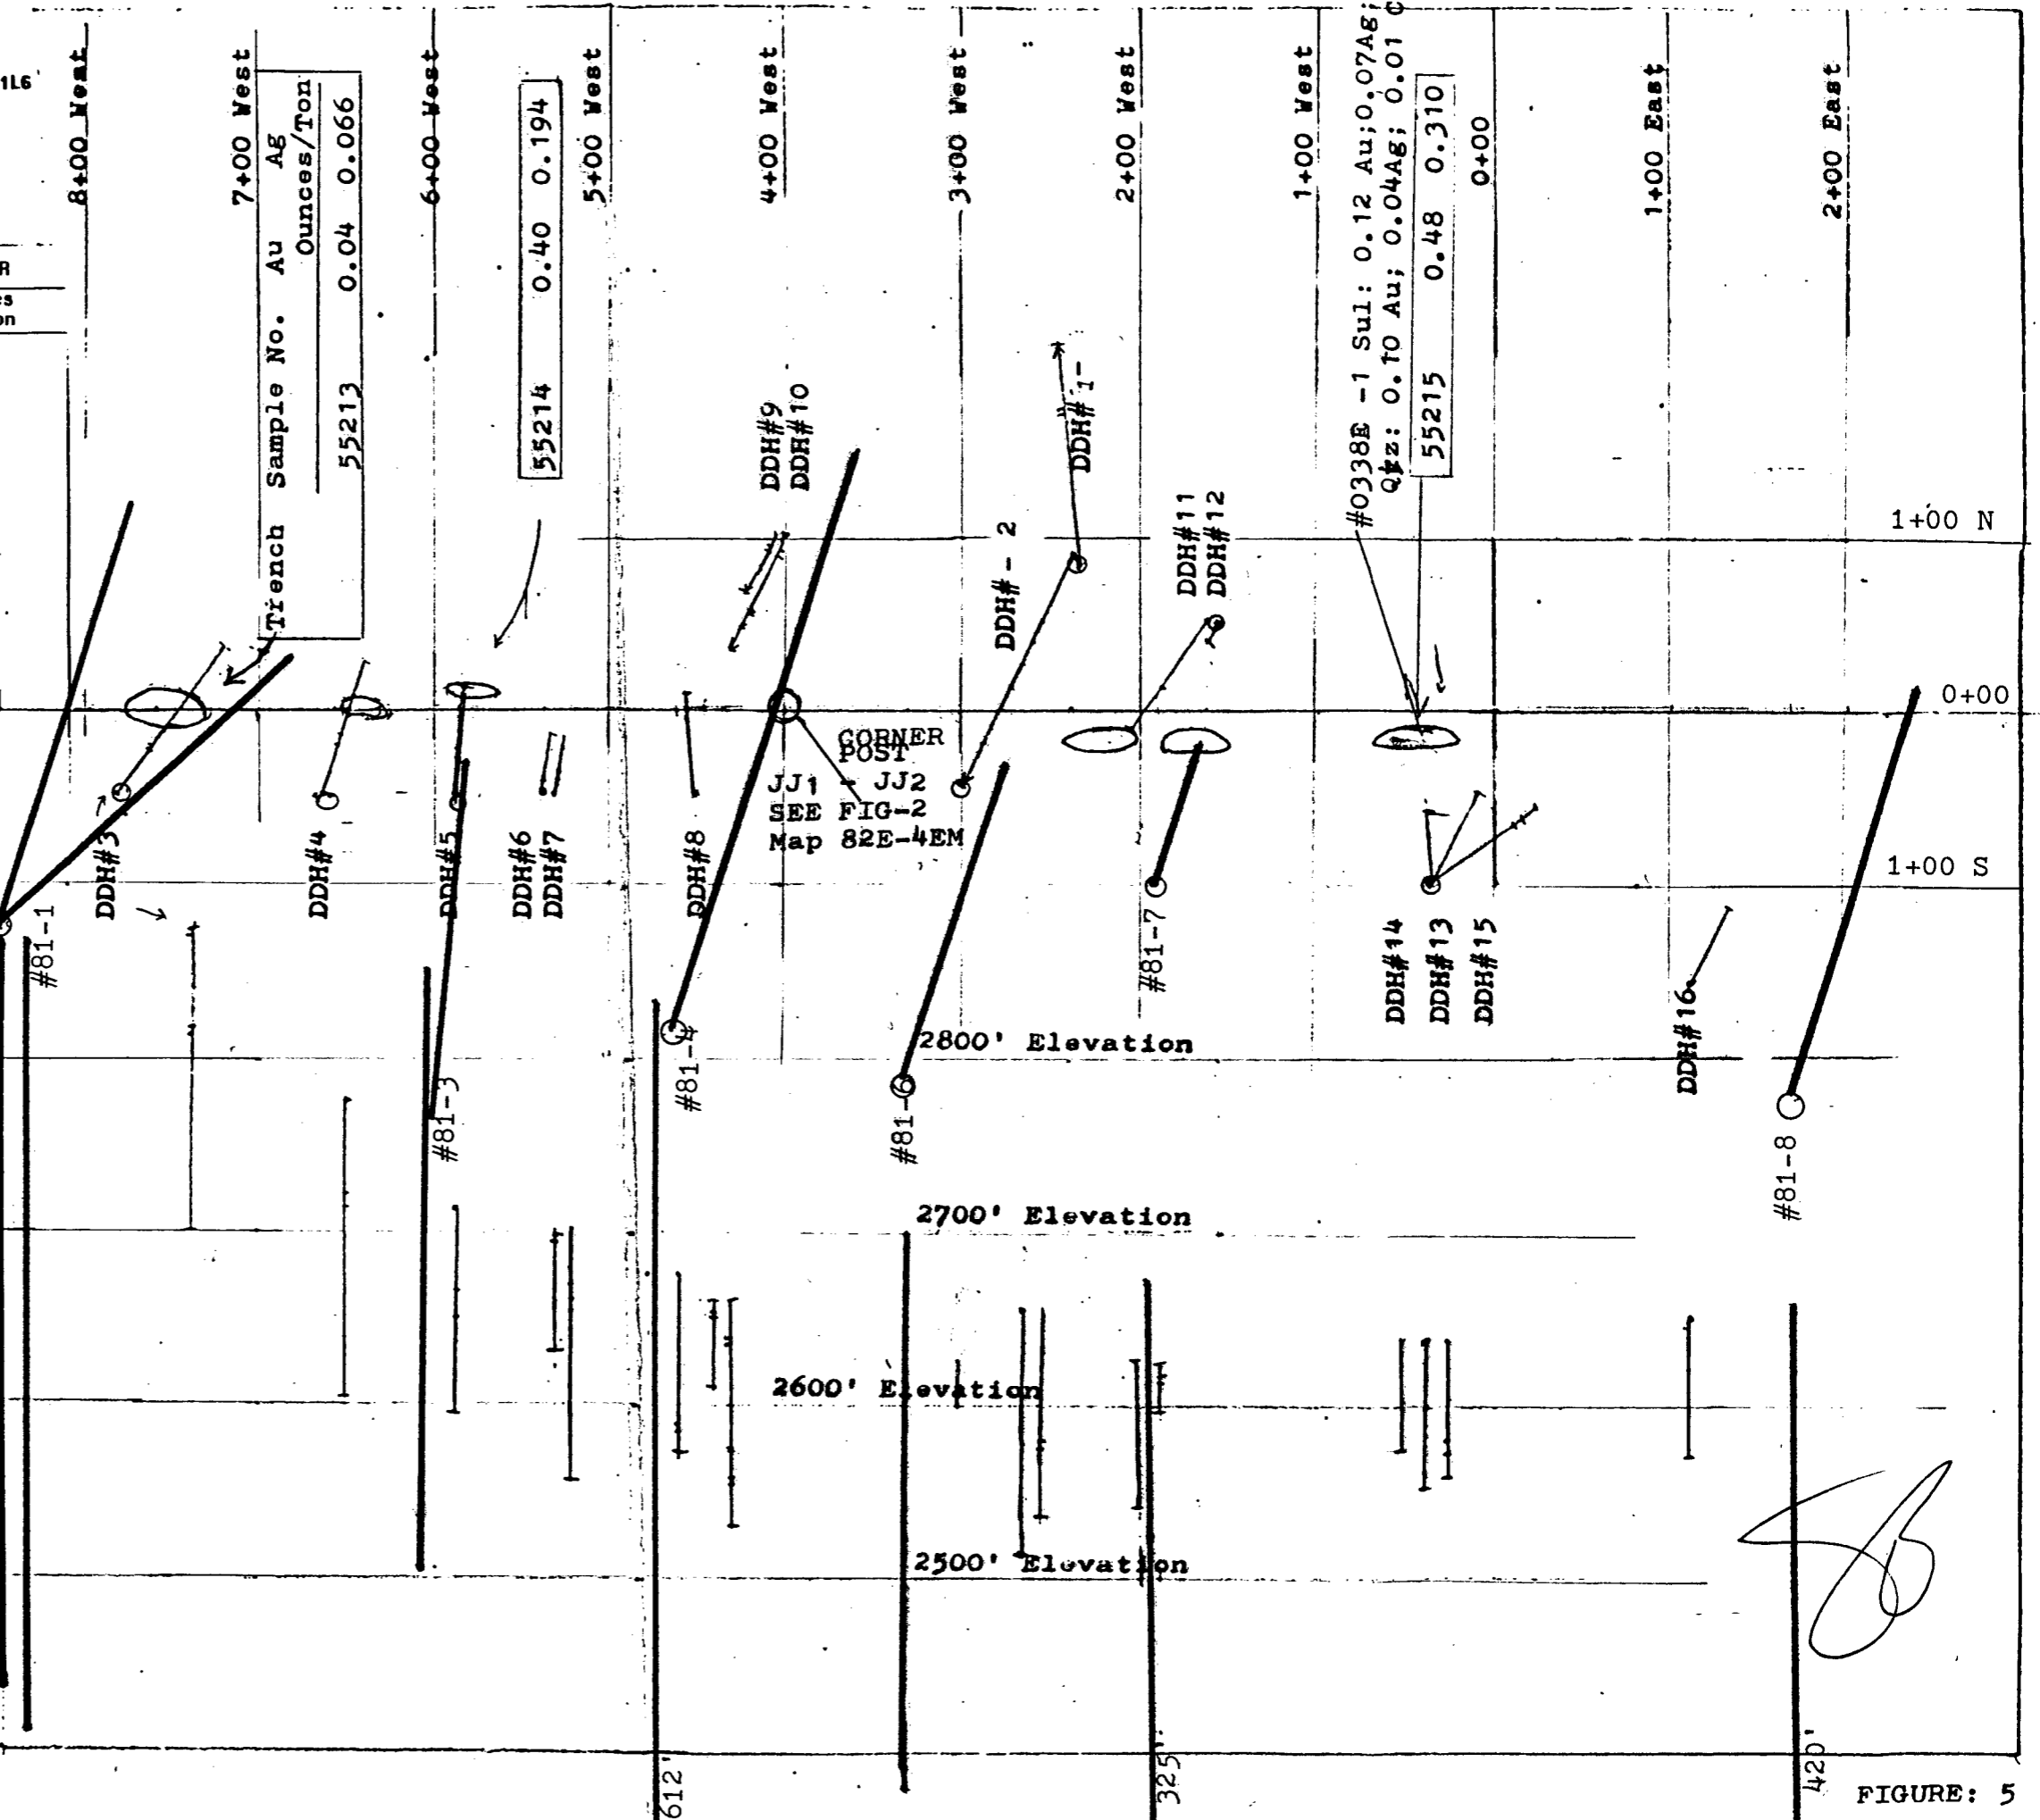 1L6
R
s
on
8+00 West
7+00 West
6+00 West
5+00 West
4+00 West
3+00 West
2+00 West
1+00 West
0+00
1+00 East
2+00 East
Trench Sample No. Au Ag
Ounces/Ton
55213 0.04 0.066
55214 0.40 0.194
#0338E -1 Sul: 0.12 Au;0.07Ag;
Qtz: 0.10 Au; 0.04Ag; 0.01 C
55215 0.48 0.310
DDH#9
DDH#10
DDH#1-
DDH#- 2
DDH#11
DDH#12
1+00 N
0+00
1+00 S
CORNER
POST
JJ1 - JJ2
SEE FIG-2
Map 82E-4EM
DDH#3
DDH#4
DDH#5
DDH#6
DDH#7
DDH#8
DDH#14
DDH#13
DDH#15
DDH#16
#81-1
#81-3
#81-4
#81-6
#81-7
#81-8
2800' Elevation
2700' Elevation
2600' Elevation
2500' Elevation
612'
325'
420'
FIGURE: 5